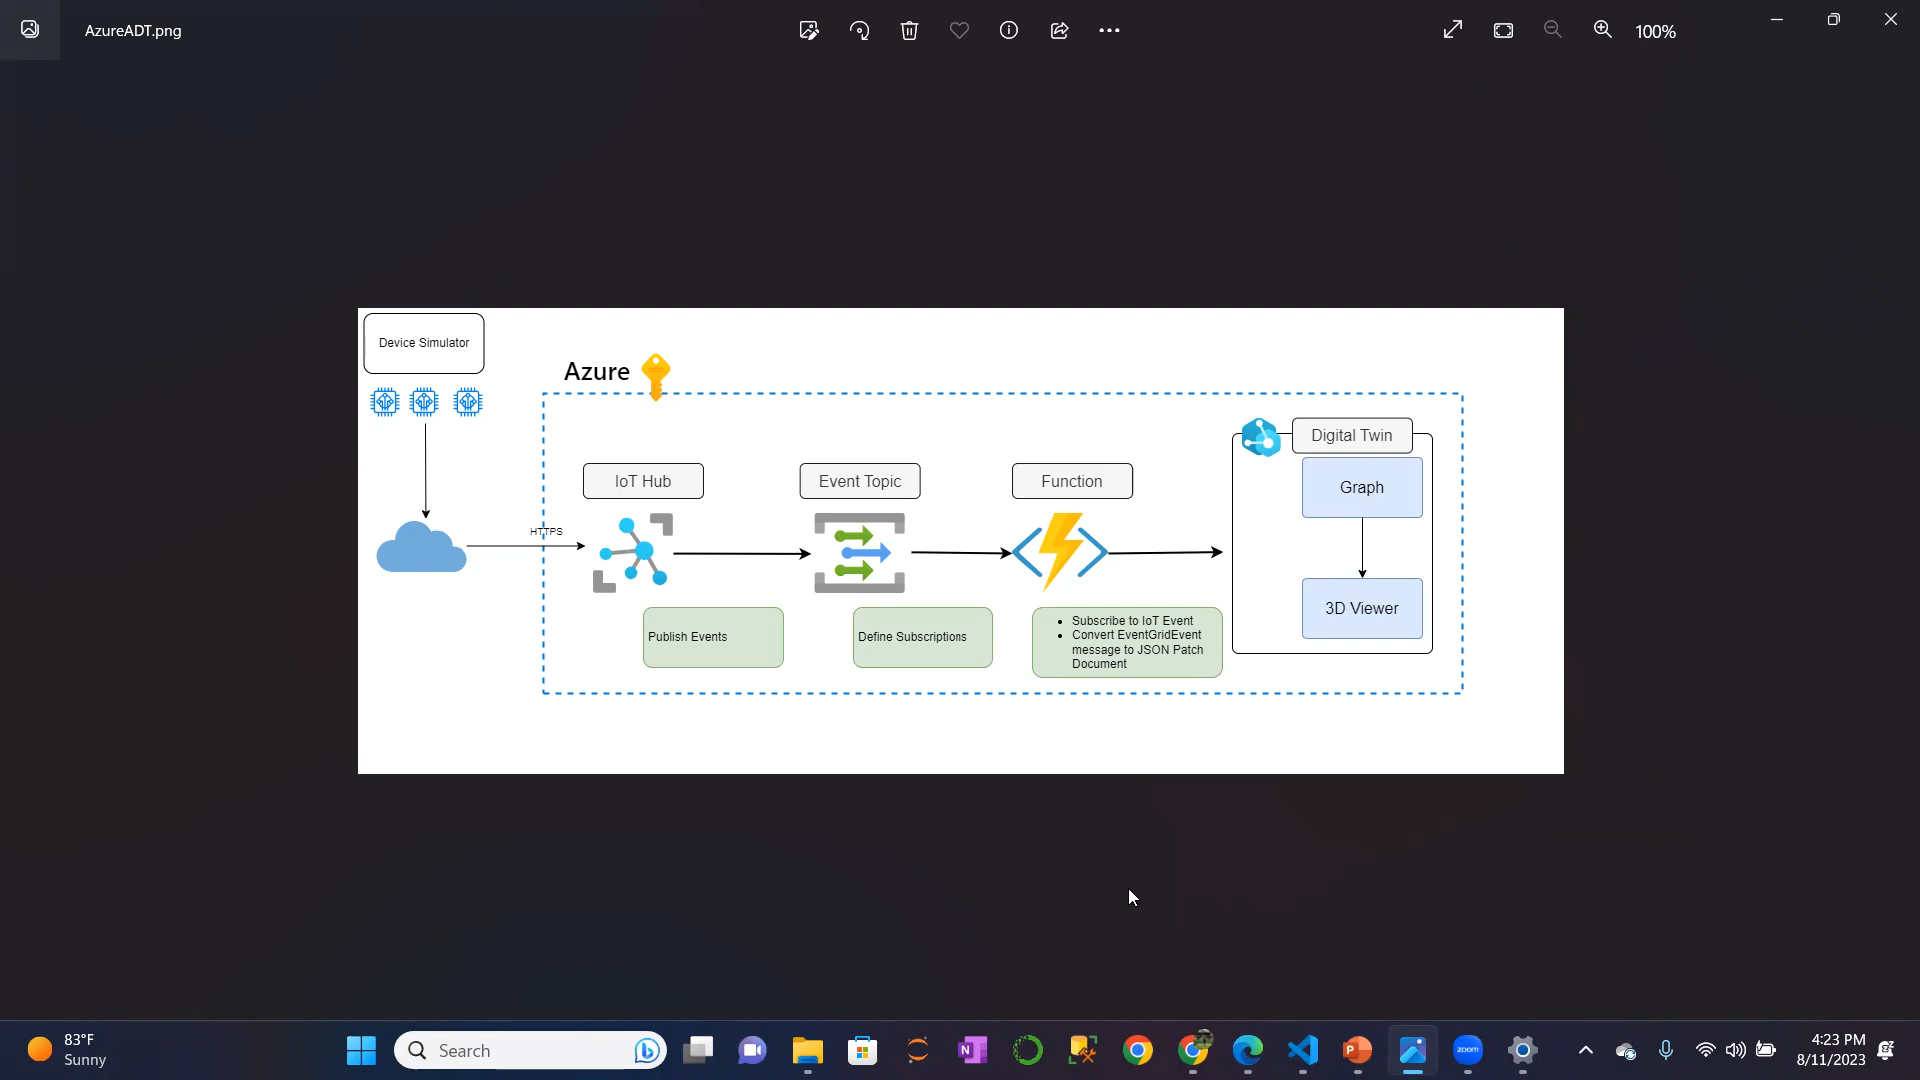 AzureADT.png
100%
Device Simulator
Azure
HTTPS
IoT Hub
Event Topic
Function
Digital Twin
Graph
3D Viewer
Publish Events
Define Subscriptions
• Subscribe to IoT Event
• Convert EventGridEvent
message to JSON Patch
Document
83°F
Sunny
Search
N
P
zoom
4:23 PM
8/11/2023